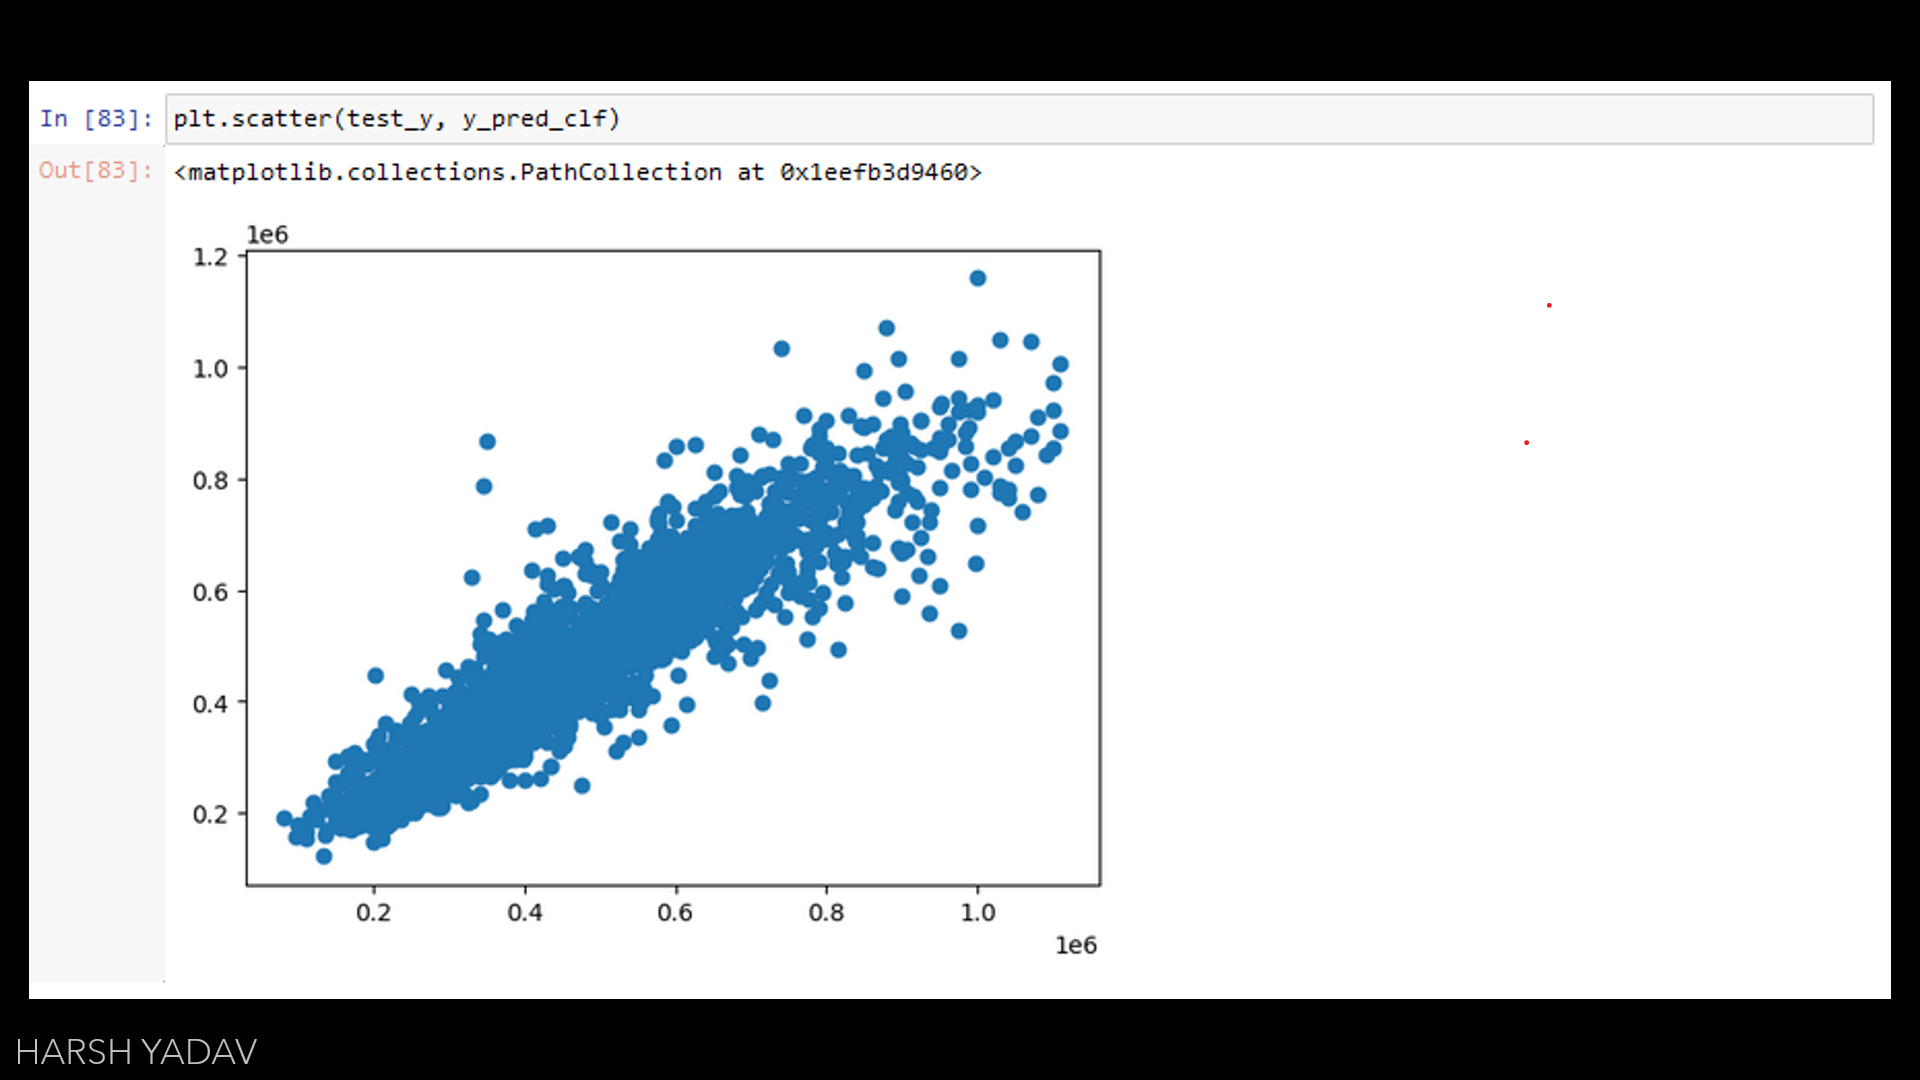 In [83]: plt.scatter(test_y, y_pred_clf)
Out[83]: <matplotlib.collections.PathCollection at 0x1eefb3d9460>
1e6
1.2
1.0
0.8
0.6
0.4
0.2
0.2 0.4 0.6 0.8 1.0
1e6
HARSH YADAV